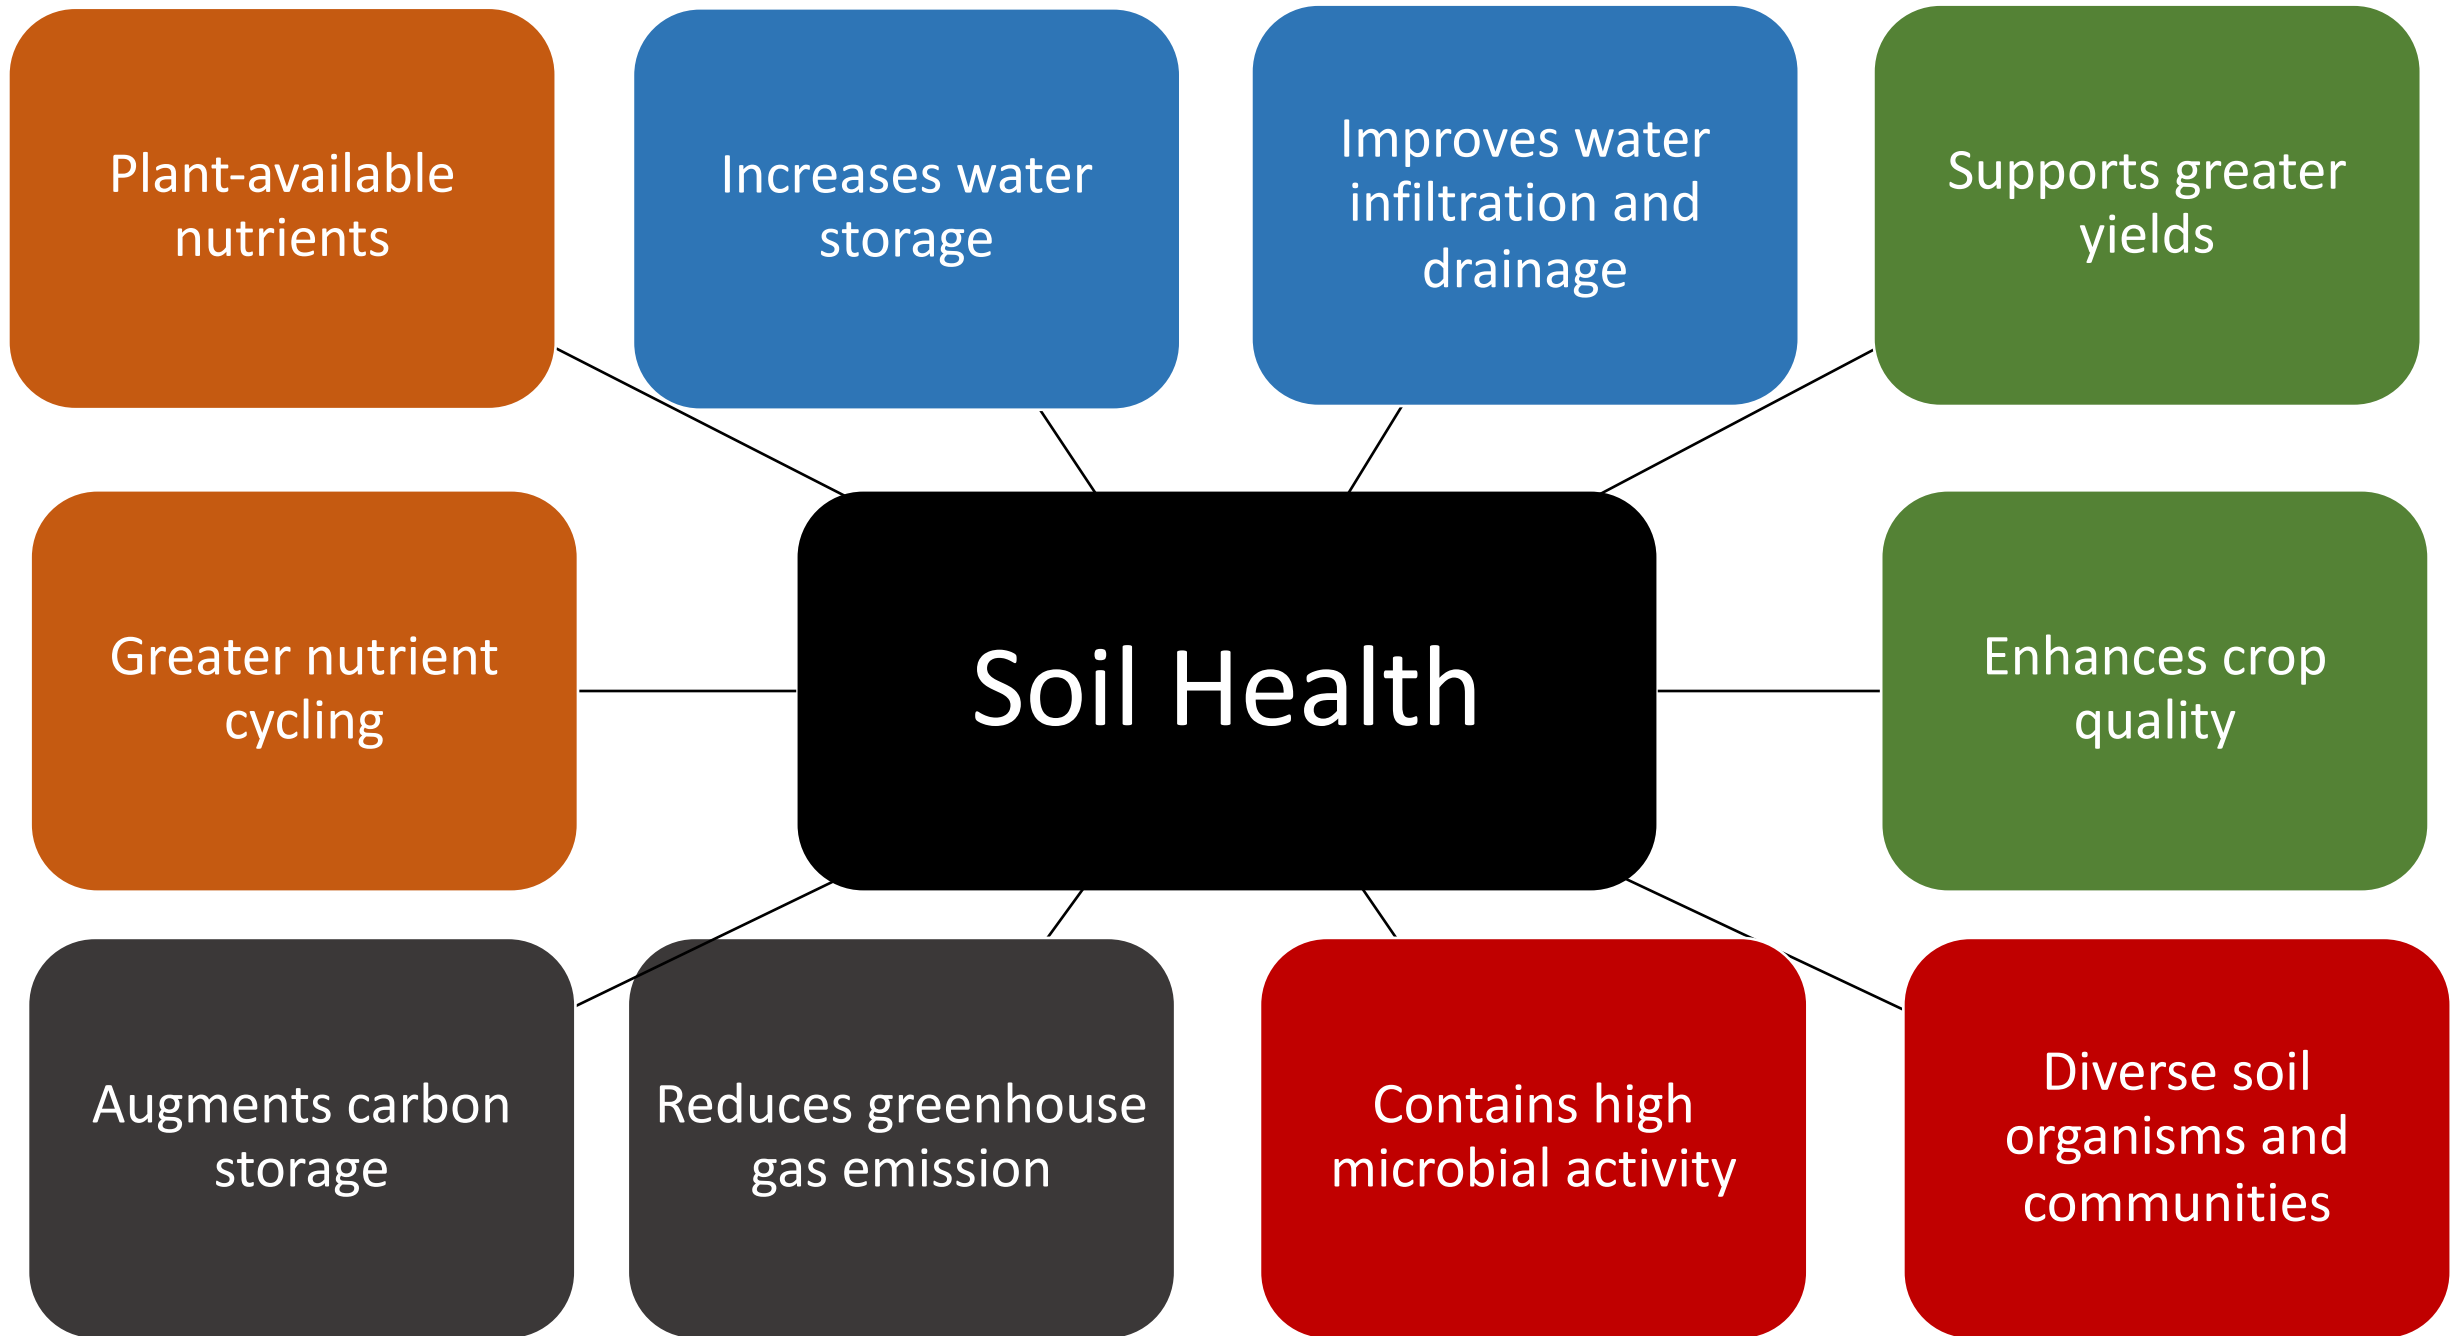 Plant-available
nutrients
Increases water
storage
Improves water
infiltration and
drainage
Supports greater
yields
Greater nutrient
cycling
Soil Health
Enhances crop
quality
Augments carbon
storage
Reduces greenhouse
gas emission
Contains high
microbial activity
Diverse soil
organisms and
communities